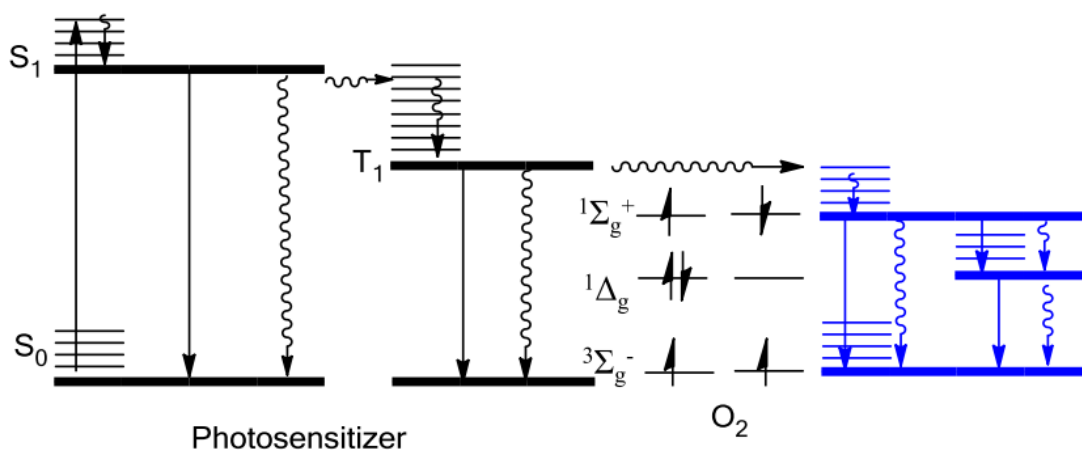 S₁
T₁
¹Σg⁺
¹Δg
S₀
³Σg⁻
O₂
Photosensitizer